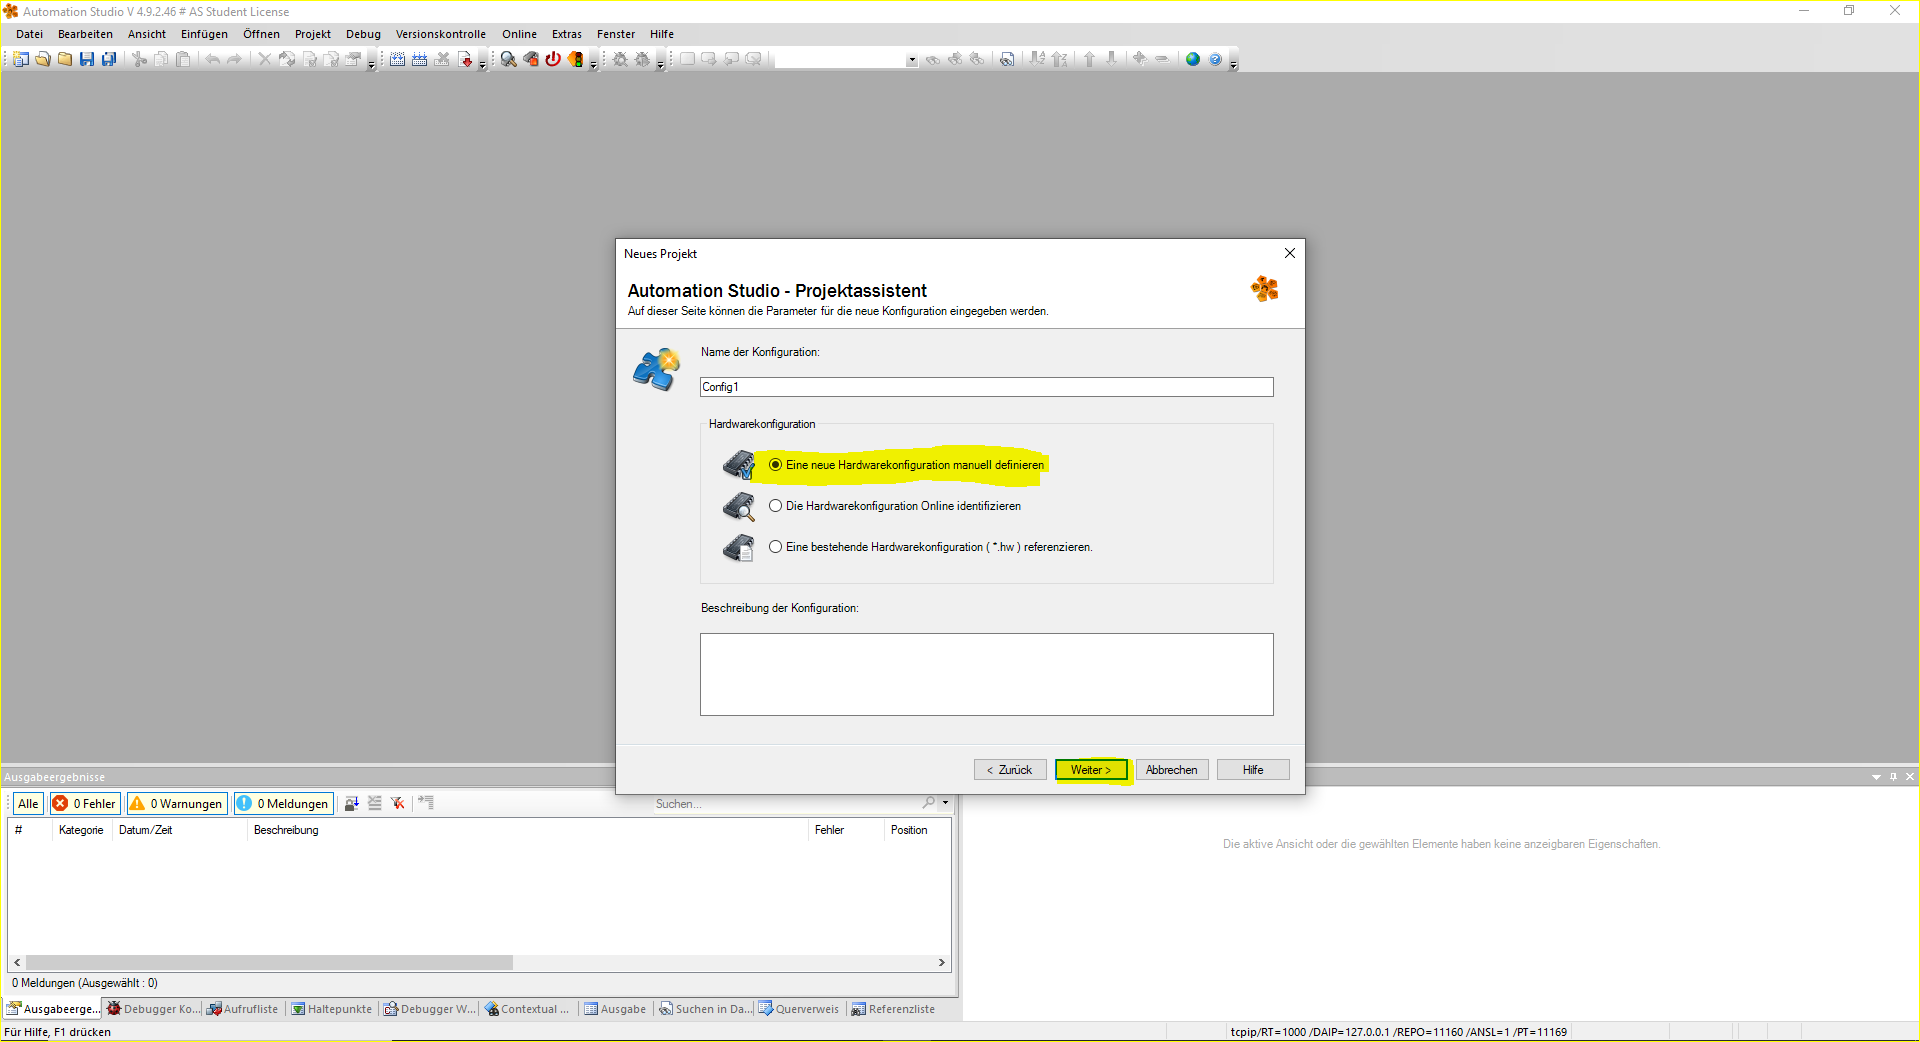 Automation Studio V 4.9.2.46 # AS Student License
Datei Bearbeiten Ansicht Einfügen Öffnen Projekt Debug Versionskontrolle Online Extras Fenster Hilfe
Neues Projekt
Automation Studio - Projektassistent
Auf dieser Seite können die Parameter für die neue Konfiguration eingegeben werden.
Name der Konfiguration:
Config1
Hardwarekonfiguration
Eine neue Hardwarekonfiguration manuell definieren
Die Hardwarekonfiguration Online identifizieren
Eine bestehende Hardwarekonfiguration ( *.hw ) referenzieren.
Beschreibung der Konfiguration:
< Zurück Weiter > Abbrechen Hilfe
Ausgabeergebnisse
Alle 0 Fehler 0 Warnungen 0 Meldungen Suchen...
# Kategorie Datum/Zeit Beschreibung Fehler Position
Die aktive Ansicht oder die gewählten Elemente haben keine anzeigbaren Eigenschaften.
0 Meldungen (Ausgewählt : 0)
Ausgabeerge... Debugger Ko... Aufrufliste Haltepunkte Debugger W... Contextual ... Ausgabe Suchen in Da... Querverweis Referenzliste
Für Hilfe, F1 drücken tcpip/RT=1000 /DAIP=127.0.0.1 /REPO=11160 /ANSL=1 /PT=11169